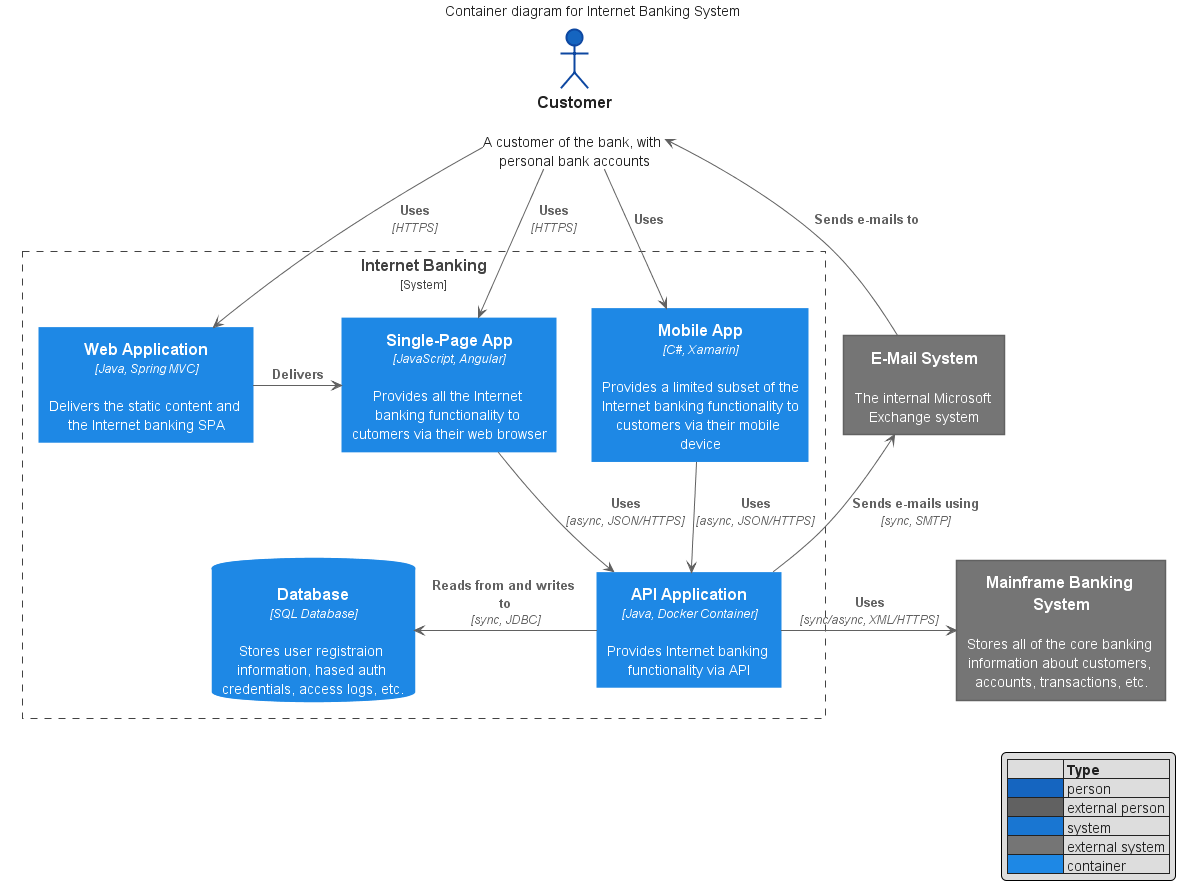 Container diagram for Internet Banking System
Customer
A customer of the bank, with
personal bank accounts
Uses
[HTTPS]
Uses
[HTTPS]
Uses
Sends e-mails to
Internet Banking
[System]
Web Application
[Java, Spring MVC]
Delivers the static content and
the Internet banking SPA
Delivers
Single-Page App
[JavaScript, Angular]
Provides all the Internet
banking functionality to
cutomers via their web browser
Mobile App
[C#, Xamarin]
Provides a limited subset of the
Internet banking functionality to
customers via their mobile
device
E-Mail System
The internal Microsoft
Exchange system
Uses
[async, JSON/HTTPS]
Uses
[async, JSON/HTTPS]
Sends e-mails using
[sync, SMTP]
Database
[SQL Database]
Stores user registraion
information, hased auth
credentials, access logs, etc.
Reads from and writes
to
[sync, JDBC]
API Application
[Java, Docker Container]
Provides Internet banking
functionality via API
Uses
[sync/async, XML/HTTPS]
Mainframe Banking
System
Stores all of the core banking
information about customers,
accounts, transactions, etc.
Type
person
external person
system
external system
container